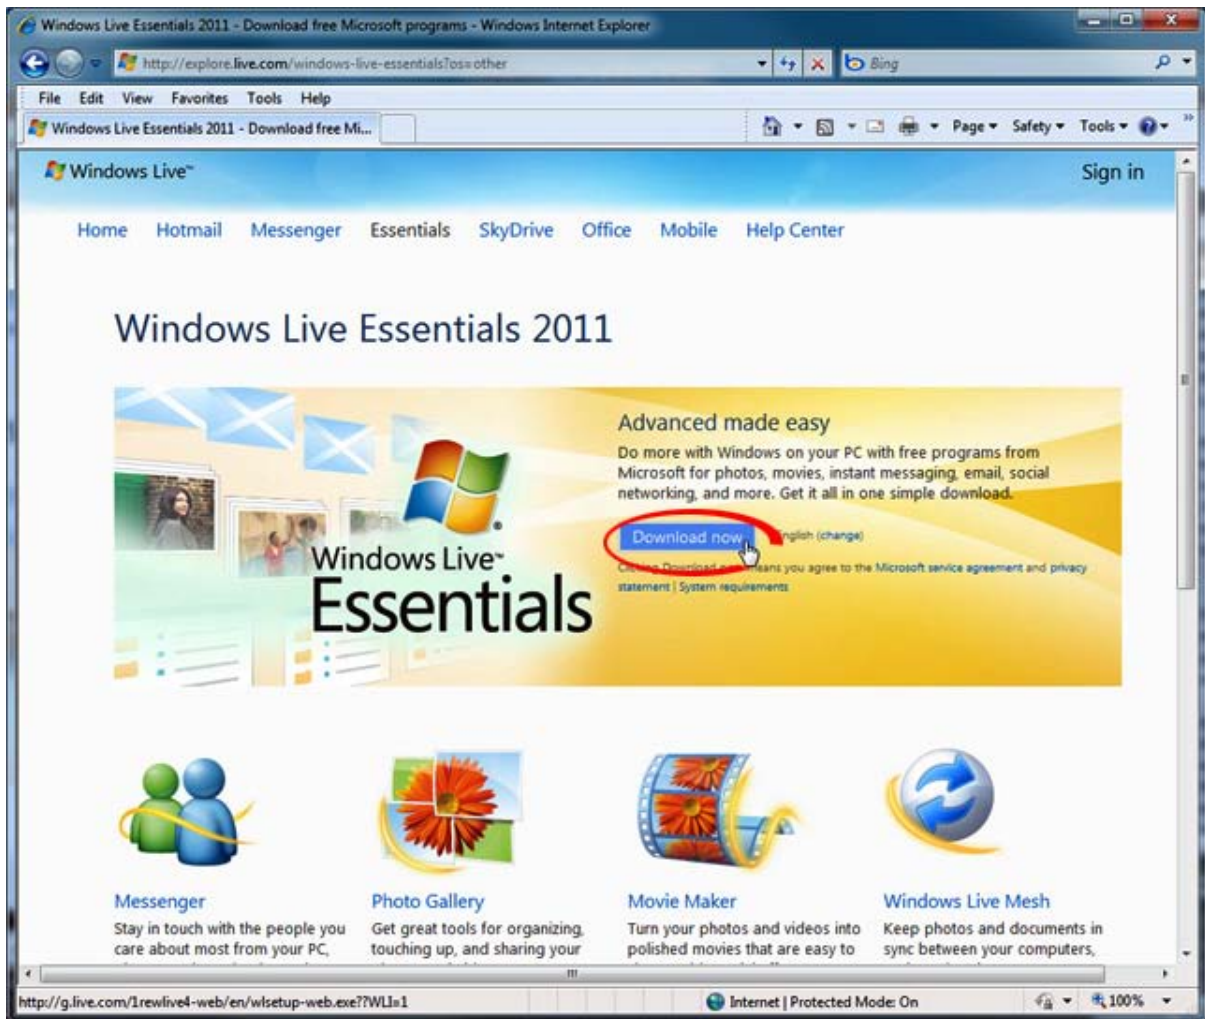 Windows Live Essentials 2011 - Download free Microsoft programs - Windows Internet Explorer
http://explore.live.com/windows-live-essentials?os=other
Bing
File Edit View Favorites Tools Help
Windows Live Essentials 2011 - Download free Mi...
Page Safety Tools
Windows Live™
Sign in
Home Hotmail Messenger Essentials SkyDrive Office Mobile Help Center
Windows Live Essentials 2011
Advanced made easy
Do more with Windows on your PC with free programs from
Microsoft for photos, movies, instant messaging, email, social
networking, and more. Get it all in one simple download.
Download now
nglish (change)
Download means you agree to the Microsoft service agreement and privacy
statement | System requirements
Windows Live™
Essentials
Messenger
Stay in touch with the people you
care about most from your PC,
Photo Gallery
Get great tools for organizing,
touching up, and sharing your
Movie Maker
Turn your photos and videos into
polished movies that are easy to
Windows Live Mesh
Keep photos and documents in
sync between your computers,
http://g.live.com/1rewlive4-web/en/wlsetup-web.exe??WLI=1
Internet | Protected Mode: On
100%